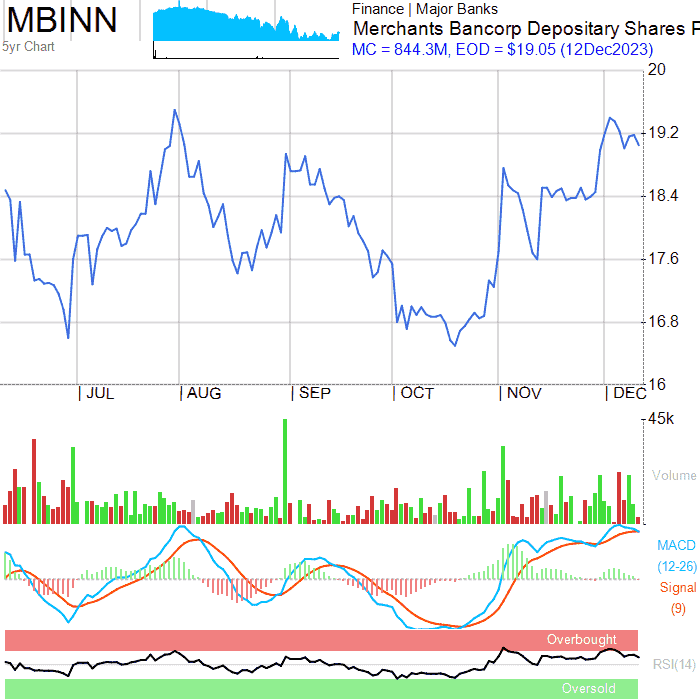 MBINN
5yr Chart
Finance | Major Banks
Merchants Bancorp Depositary Shares
MC = 844.3M, EOD = $19.05 (12Dec2023)
20
19.2
18.4
17.6
16.8
16
JUL AUG SEP OCT NOV DEC
45k
Volume
MACD
(12-26)
Signal
(9)
Overbought
RSI(14)
Oversold